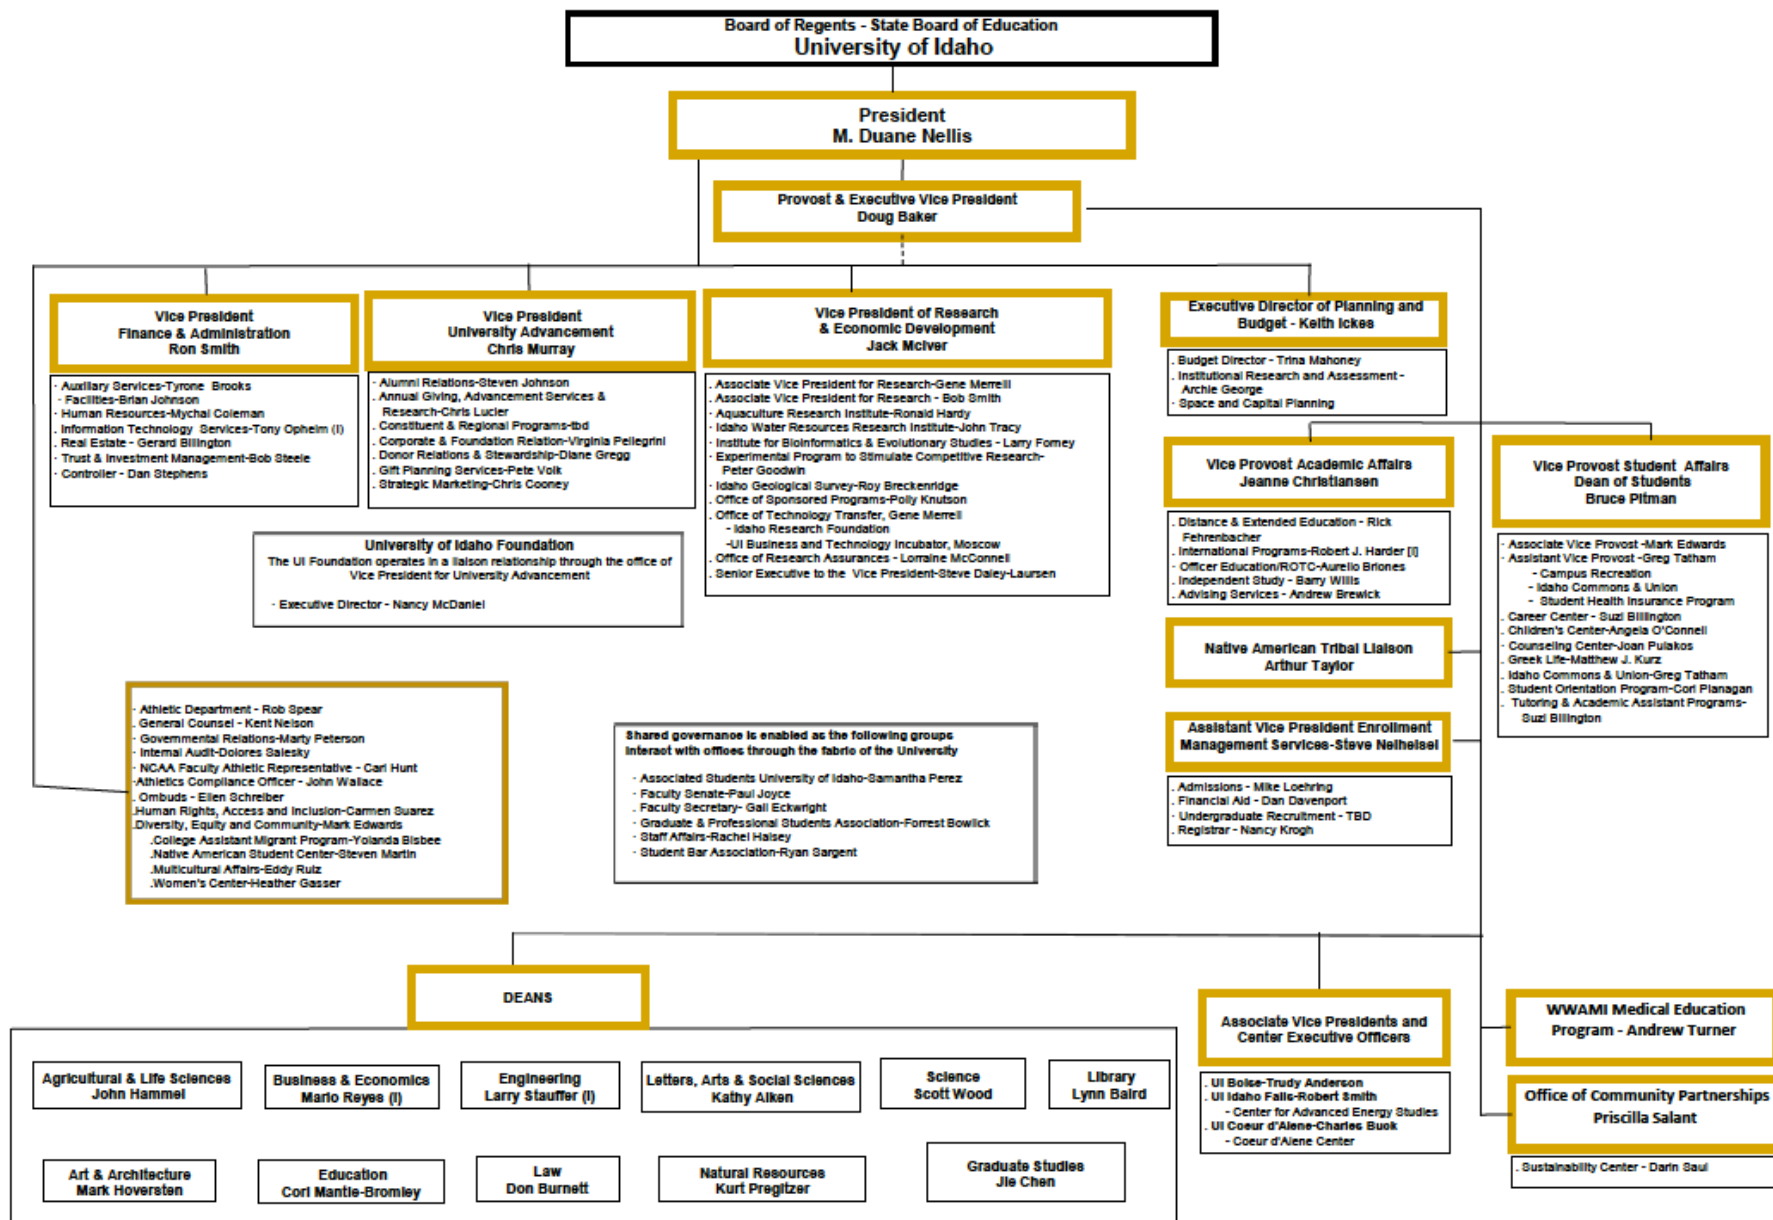 Board of Regents - State Board of Education
University of Idaho
President
M. Duane Nellis
Provost & Executive Vice President
Doug Baker
Vice President
Finance & Administration
Ron Smith
· Auxiliary Services-Tyrone Brooks
· Facilities-Brian Johnson
· Human Resources-Mychal Coleman
. Information Technology Services-Tony Opheim (I)
. Real Estate - Gerard Billington
· Trust & Investment Management-Bob Steele
· Controller - Dan Stephens
Vice President
University Advancement
Chris Murray
· Alumni Relations-Steven Johnson
. Annual Giving, Advancement Services &
Research-Chris Lucier
. Constituent & Regional Programs-tbd
. Corporate & Foundation Relation-Virginia Pellegrini
. Donor Relations & Stewardship-Diane Gregg
. Gift Planning Services-Pete Volk
. Strategic Marketing-Chris Cooney
Vice President of Research
& Economic Development
Jack McIver
. Associate Vice President for Research-Gene Merrell
. Associate Vice President for Research - Bob Smith
· Aquaculture Research Institute-Ronald Hardy
· Idaho Water Resources Research Institute-John Tracy
· Institute for Bioinformatics & Evolutionary Studies - Larry Forney
· Experimental Program to Stimulate Competitive Research-
Peter Goodwin
· Idaho Geological Survey-Roy Breckenridge
. Office of Sponsored Programs-Polly Knutson
. Office of Technology Transfer, Gene Merrell
- Idaho Research Foundation
-UI Business and Technology Incubator, Moscow
. Office of Research Assurances - Lorraine McConnell
. Senior Executive to the Vice President-Steve Daley-Laursen
Executive Director of Planning and
Budget - Keith Ickes
. Budget Director - Trina Mahoney
. Institutional Research and Assessment -
Archie George
· Space and Capital Planning
University of Idaho Foundation
The UI Foundation operates in a liaison relationship through the office of
Vice President for University Advancement
· Executive Director - Nancy McDaniel
Vice Provost Academic Affairs
Jeanne Christiansen
. Distance & Extended Education - Rick
Fehrenbacher
. International Programs-Robert J. Harder [I]
· Officer Education/ROTC-Aurelio Briones
. Independent Study - Barry Willis
. Advising Services - Andrew Brewick
Vice Provost Student Affairs
Dean of Students
Bruce Pitman
· Associate Vice Provost -Mark Edwards
· Assistant Vice Provost -Greg Tatham
- Campus Recreation
- Idaho Commons & Union
- Student Health Insurance Program
. Career Center - Suzi Billington
. Children's Center-Angela O'Connell
· Counseling Center-Joan Pulakos
. Greek Life-Matthew J. Kurz
. Idaho Commons & Union-Greg Tatham
. Student Orientation Program-Cori Planagan
. Tutoring & Academic Assistant Programs-
Suzi Billington
Native American Tribal Liaison
Arthur Taylor
Assistant Vice President Enrollment
Management Services-Steve Neiheisel
. Admissions - Mike Loehring
. Financial Aid - Dan Davenport
· Undergraduate Recruitment - TBD
. Registrar - Nancy Krogh
· Athletic Department - Rob Spear
. General Counsel - Kent Nelson
· Governmental Relations-Marty Peterson
· Internal Audit-Dolores Salesky
· NCAA Faculty Athletic Representative - Carl Hunt
·Athletics Compliance Officer - John Wallace
. Ombuds - Ellen Schreiber
.Human Rights, Access and Inclusion-Carmen Suarez
.Diversity, Equity and Community-Mark Edwards
.College Assistant Migrant Program-Yolanda Bisbee
.Native American Student Center-Steven Martin
.Multicultural Affairs-Eddy Ruiz
.Women's Center-Heather Gasser
Shared governance is enabled as the following groups
interact with offices through the fabric of the University
· Associated Students University of Idaho-Samantha Perez
· Faculty Senate-Paul Joyce
. Faculty Secretary- Gail Eckwright
· Graduate & Professional Students Association-Forrest Bowlick
· Staff Affairs-Rachel Halsey
· Student Bar Association-Ryan Sargent
DEANS
Agricultural & Life Sciences
John Hammel
Business & Economics
Mario Reyes (I)
Engineering
Larry Stauffer (I)
Letters, Arts & Social Sciences
Kathy Aiken
Science
Scott Wood
Library
Lynn Baird
Art & Architecture
Mark Hoversten
Education
Cori Mantle-Bromley
Law
Don Burnett
Natural Resources
Kurt Pregitzer
Graduate Studies
Jie Chen
Associate Vice Presidents and
Center Executive Officers
. UI Boise-Trudy Anderson
. UI Idaho Falls-Robert Smith
- Center for Advanced Energy Studies
. UI Coeur d'Alene-Charles Buck
- Coeur d'Alene Center
WWAMI Medical Education
Program - Andrew Turner
Office of Community Partnerships
Priscilla Salant
. Sustainability Center - Darin Saul